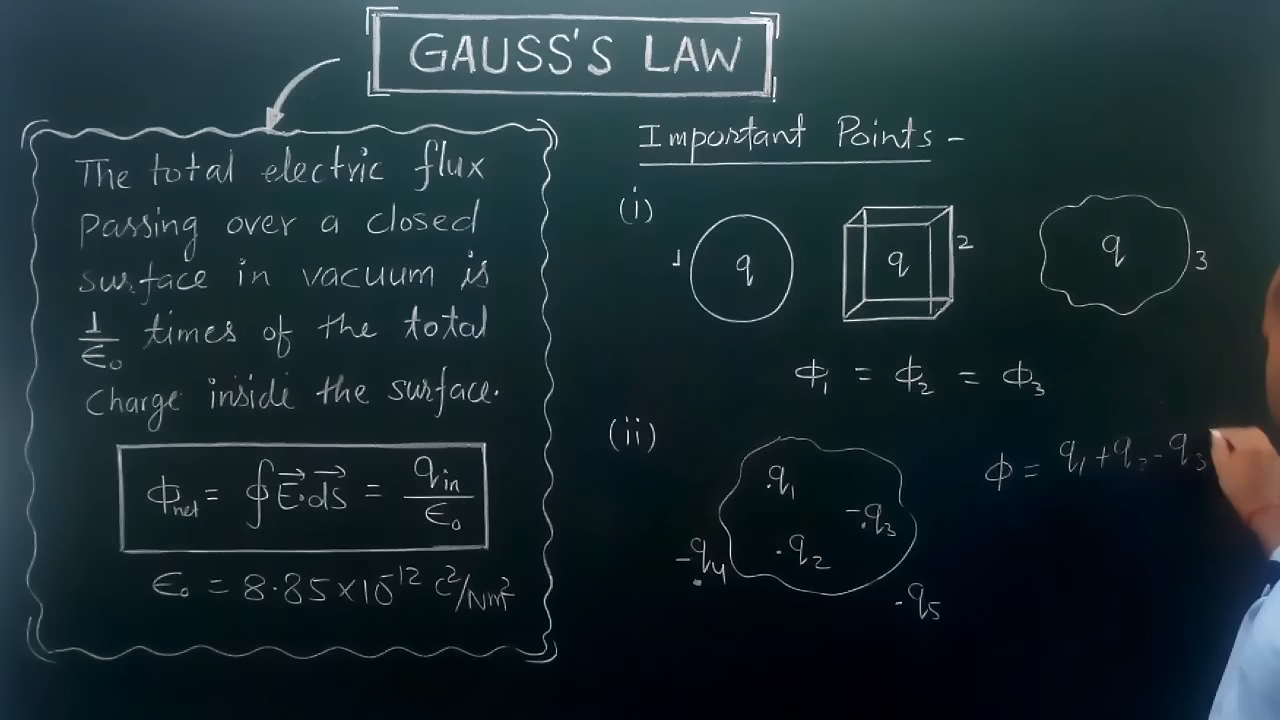 GAUSS'S LAW
The total electric flux
passing over a closed
surface in vacuum is
1/ϵ₀ times of the total
Charge inside the surface.
ϕnet = ∮E⃗·ds⃗ = qin/ϵ₀
ϵ₀ = 8.85×10⁻¹² C²/Nm²
Important Points -
(i)
1 q
q 2
q 3
ϕ₁ = ϕ₂ = ϕ₃
(ii)
.q₁
-.q₃
.q₂
-q₄
.q₅
ϕ = q₁+q₂-q₃